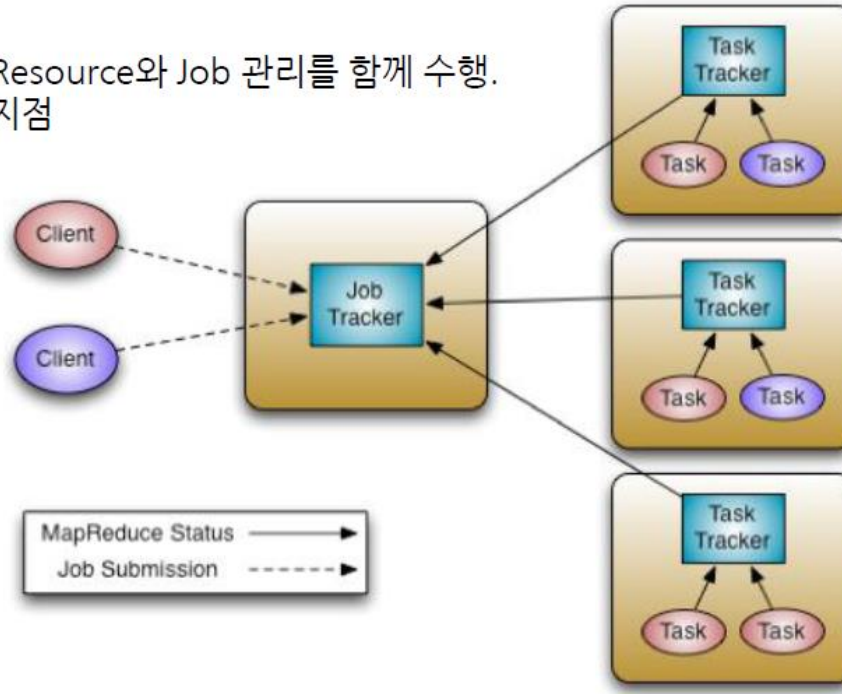 Resource와 Job 관리를 함께 수행.
지점
Task
Tracker
Task
Task
Client
Job
Tracker
Task
Tracker
Client
Task
Task
Task
Tracker
MapReduce Status
Job Submission
Task
Task